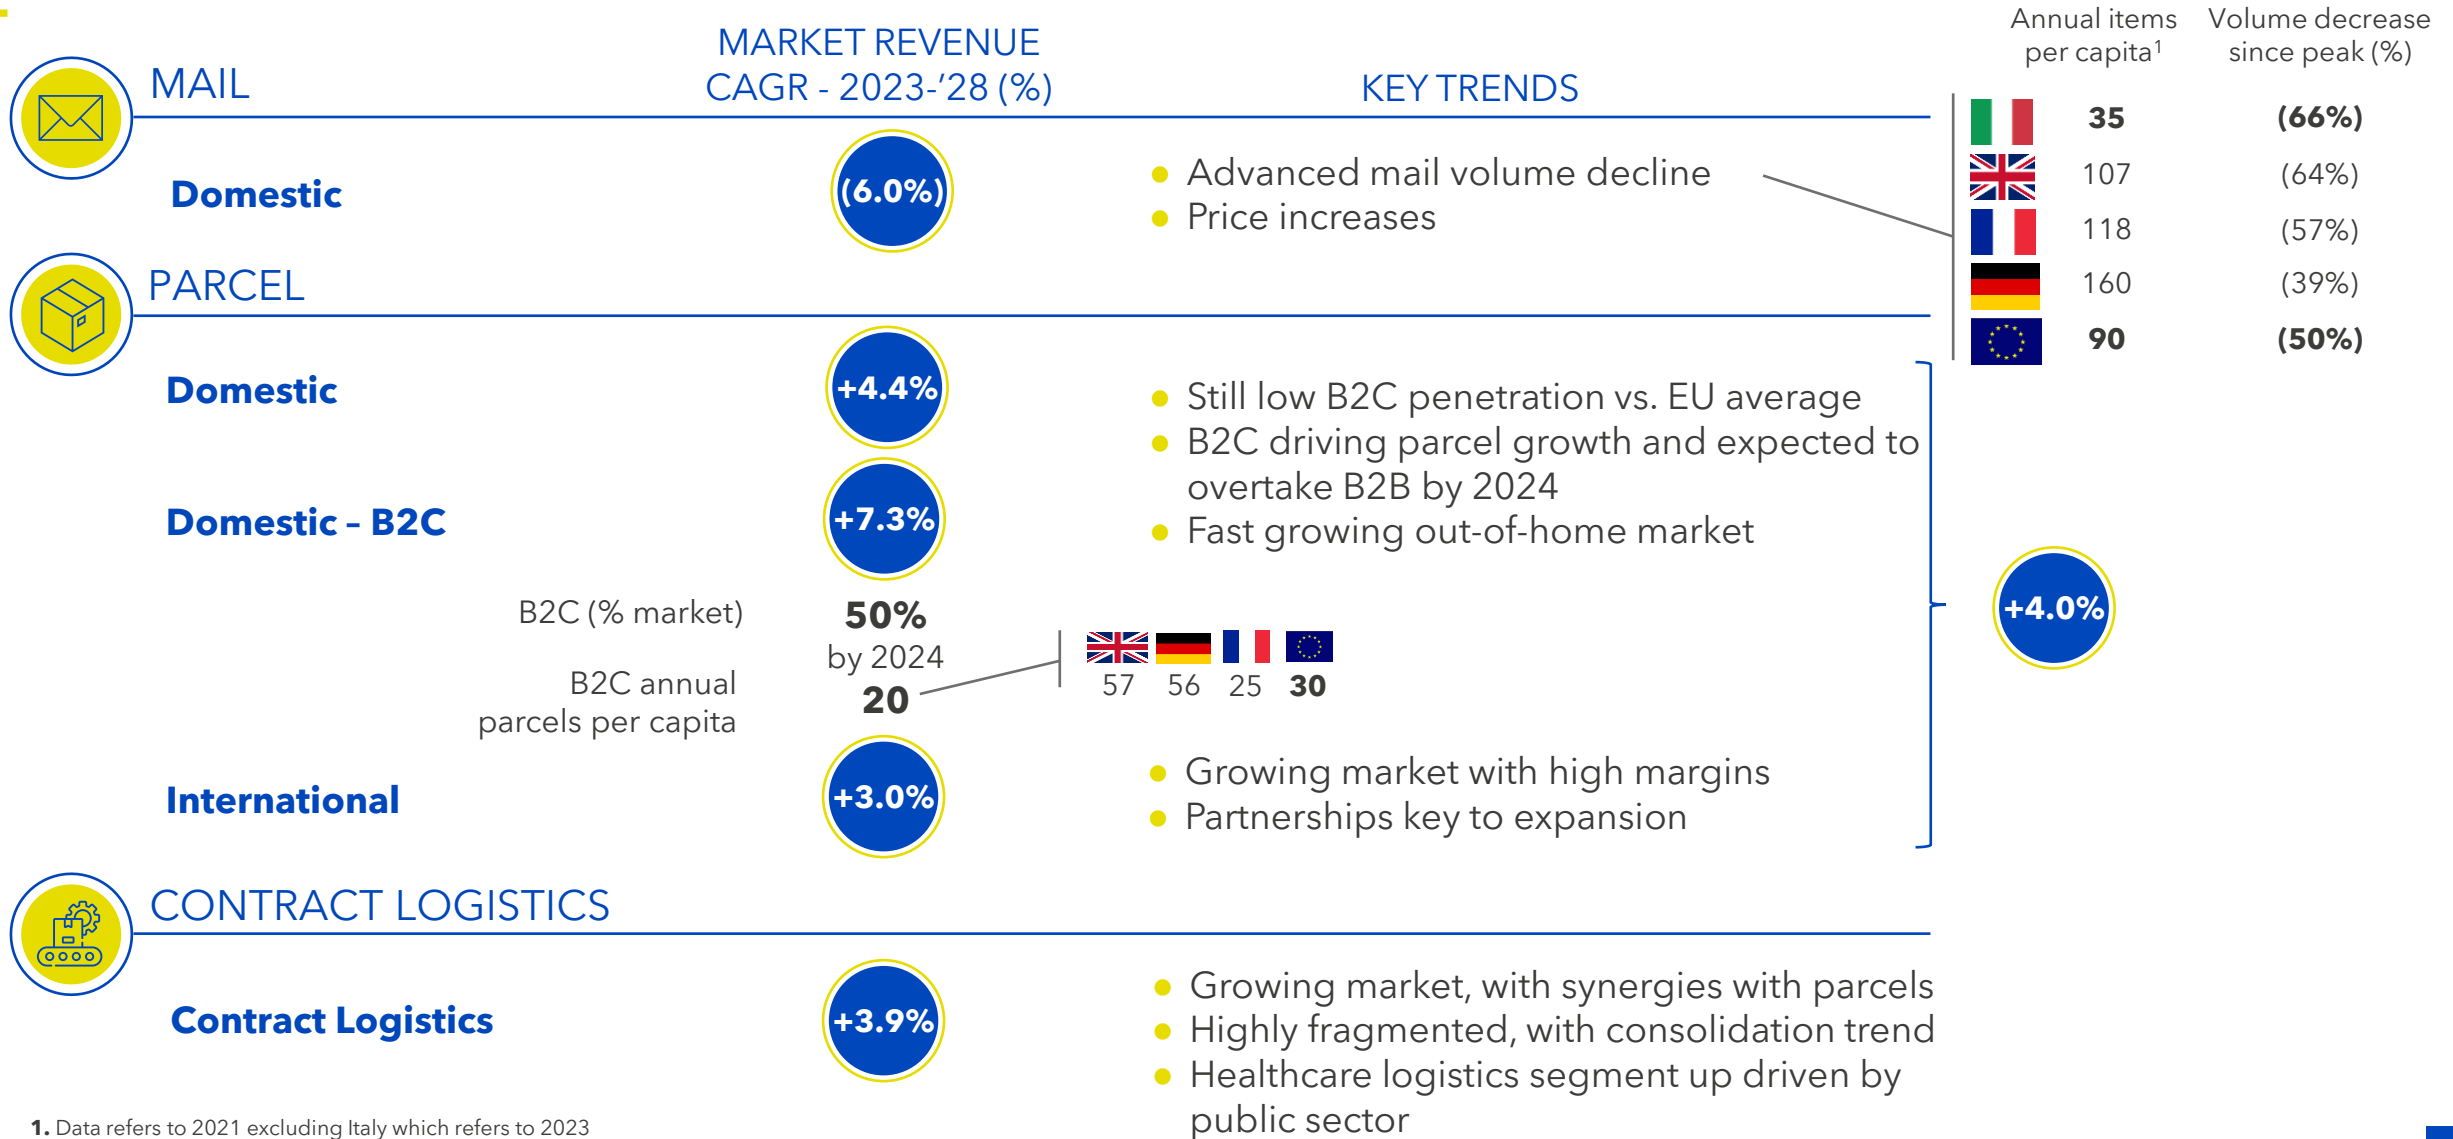 Annual items
per capita1
Volume decrease
since peak (%)
MARKET REVENUE
CAGR - 2023-'28 (%)
KEY TRENDS
MAIL
Domestic
(6.0%)
Advanced mail volume decline
Price increases
35 (66%)
107 (64%)
118 (57%)
160 (39%)
90 (50%)
PARCEL
Domestic
+4.4%
Still low B2C penetration vs. EU average
B2C driving parcel growth and expected to
overtake B2B by 2024
Fast growing out-of-home market
Domestic – B2C
+7.3%
+4.0%
B2C (% market)
50%
by 2024
B2C annual
parcels per capita
20
57 56 25 30
International
+3.0%
Growing market with high margins
Partnerships key to expansion
CONTRACT LOGISTICS
Contract Logistics
+3.9%
Growing market, with synergies with parcels
Highly fragmented, with consolidation trend
Healthcare logistics segment up driven by
public sector
1. Data refers to 2021 excluding Italy which refers to 2023